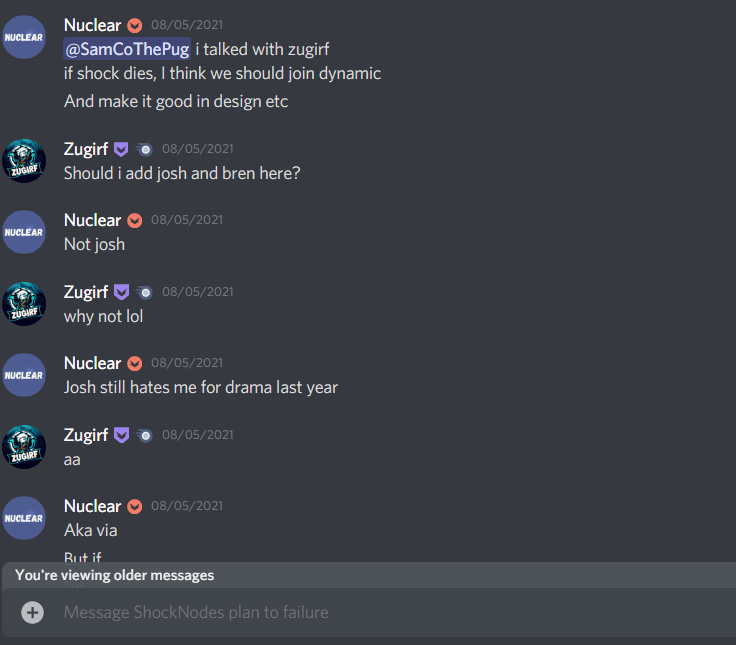 NUCLEAR
Nuclear 08/05/2021
@SamCoThePug i talked with zugirf
if shock dies, I think we should join dynamic
And make it good in design etc
ZUGIRF
Zugirf 08/05/2021
Should i add josh and bren here?
NUCLEAR
Nuclear 08/05/2021
Not josh
ZUGIRF
Zugirf 08/05/2021
why not lol
NUCLEAR
Nuclear 08/05/2021
Josh still hates me for drama last year
ZUGIRF
Zugirf 08/05/2021
aa
NUCLEAR
Nuclear 08/05/2021
Aka via
But if
You're viewing older messages
Message ShockNodes plan to failure